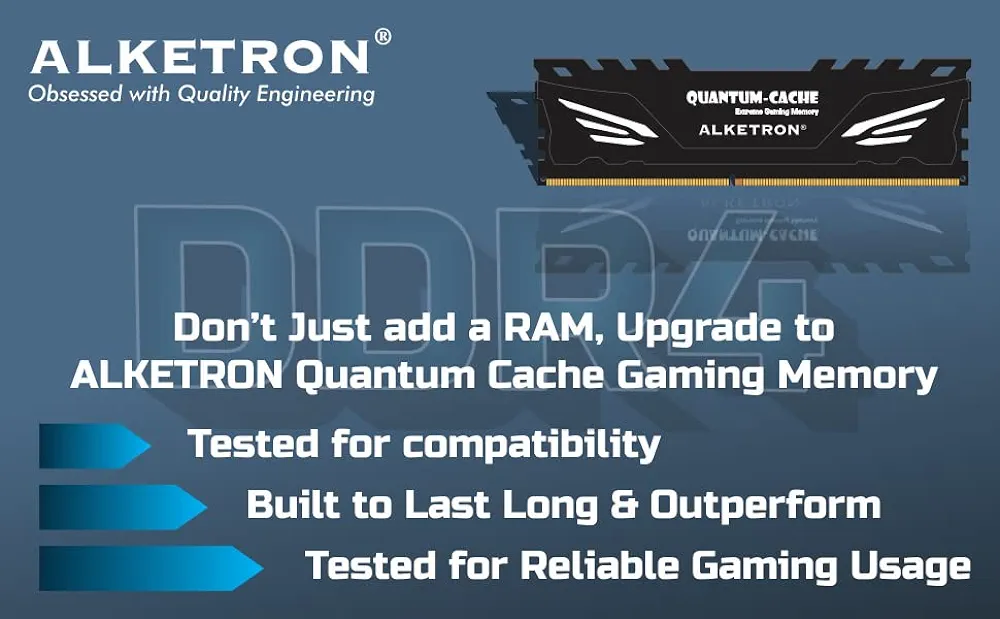 ALKETRON®
Obsessed with Quality Engineering
QUANTUM-CACHE
Extreme Gaming Memory
ALKETRON®
DDR4
Don't Just add a RAM, Upgrade to
ALKETRON Quantum Cache Gaming Memory
Tested for compatibility
Built to Last Long & Outperform
Tested for Reliable Gaming Usage